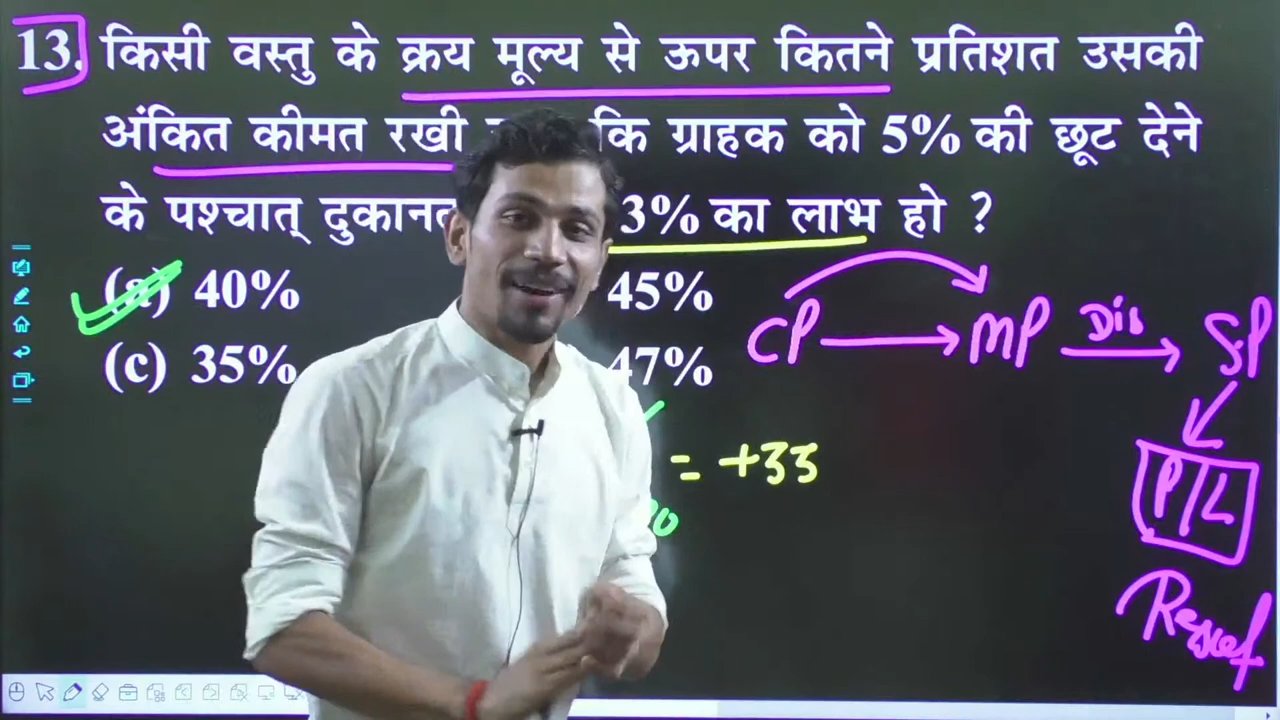 13. किसी वस्तु के क्रय मूल्य से ऊपर कितने प्रतिशत उसकी
अंकित कीमत रखी कि ग्राहक को 5% की छूट देने
के पश्चात् 3% का लाभ हो ?
(a) 40% 45%
(c) 35% 47%
CP → MP Dis → SP
= +33
P/L